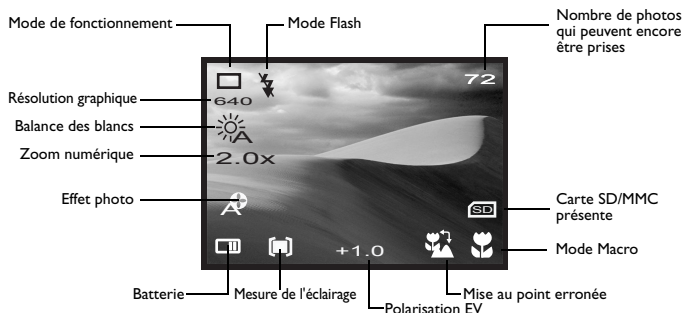 Mode de fonctionnement
Mode Flash
Nombre de photos
qui peuvent encore
être prises
72
Résolution graphique
640
Balance des blancs
A
Zoom numérique
2.0x
Effet photo
A
SD
Carte SD/MMC
présente
Mode Macro
+1.0
Batterie
Mesure de l'éclairage
Mise au point erronée
Polarisation EV